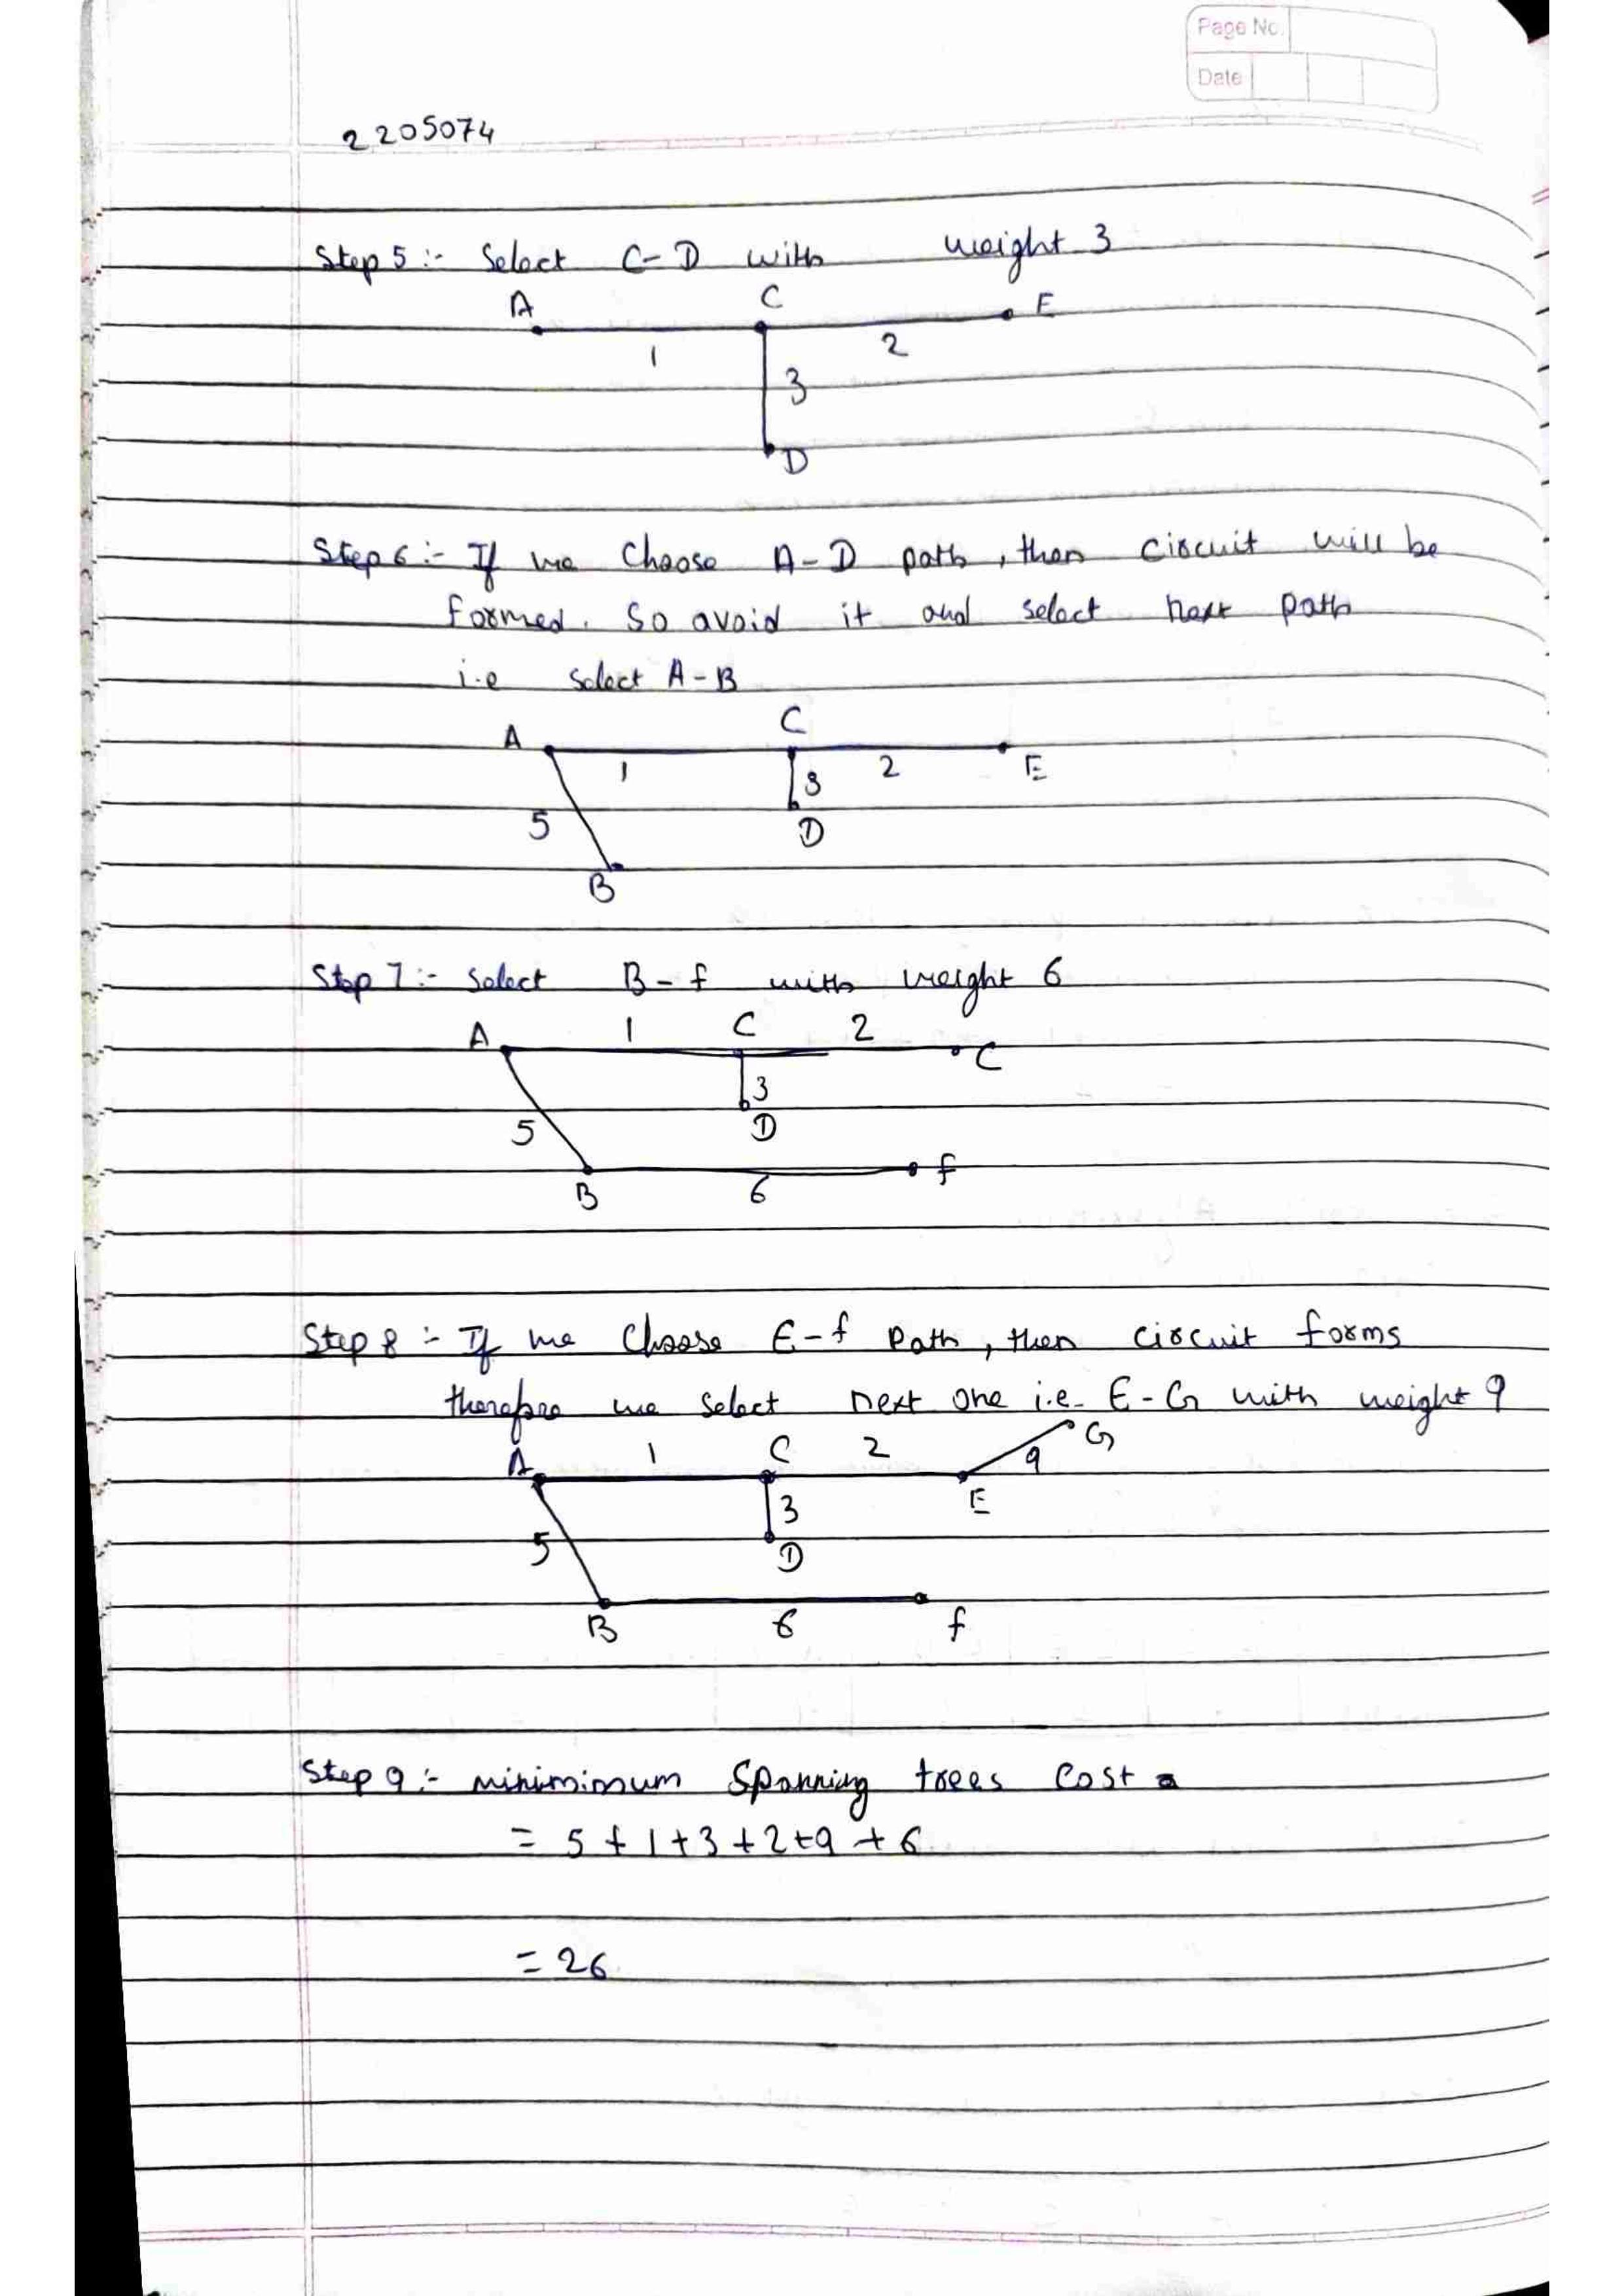 Page No.
Date
2205074
Step 5 :- Select C-D with weight 3
A C E
1 2
3
D
Step 6 :- If we Choose A-D path, then circuit will be
formed. So avoid it and select next path
i.e select A-B
A C
1 3 2 E
5 D
B
Step 7 :- Select B-f with weight 6
A 1 C 2 C
3
5 D
B 6 f
Step 8 :- If we Choose E-f Path, then circuit forms
therefore we select next one i.e. E-G with weight 9
A 1 C 2 9 G
3 E
5 D
B 6 f
Step 9 :- minimimum Spanning trees cost
= 5+1+3+2+9+6
= 26